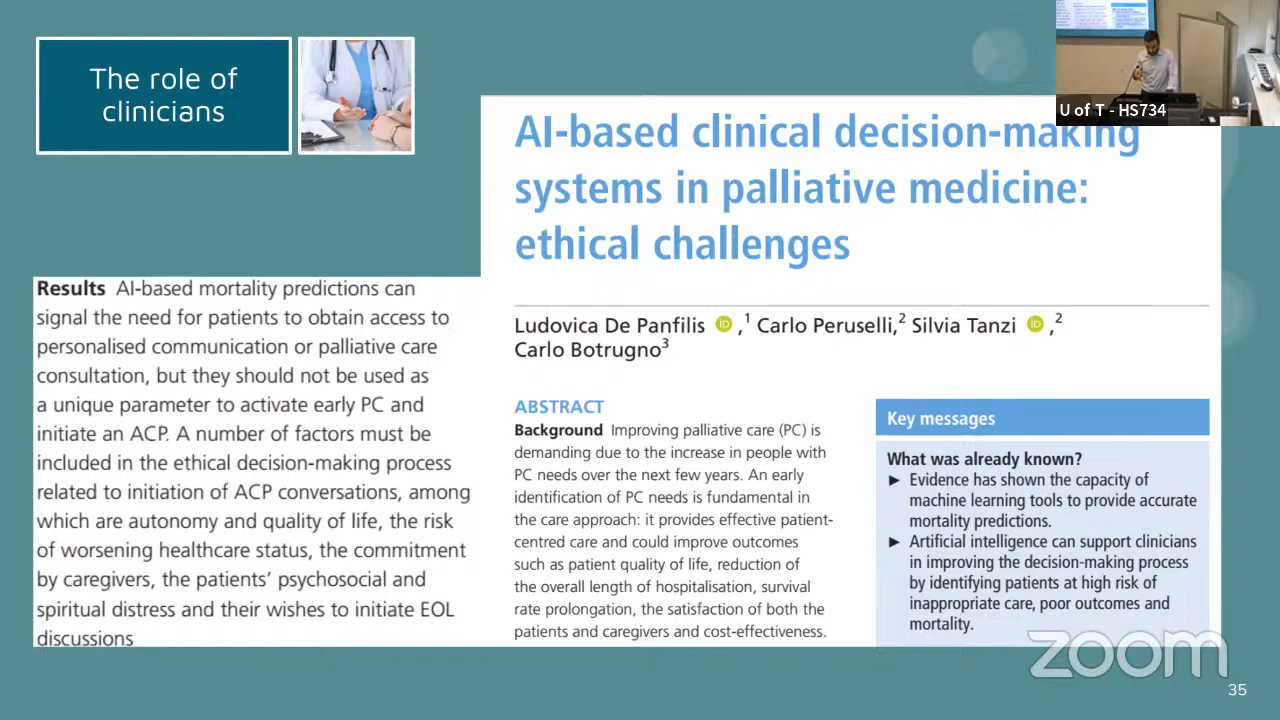 The role of
clinicians
U of T - HS734
AI-based clinical decision-making
systems in palliative medicine:
ethical challenges
Ludovica De Panfilis iD ,1 Carlo Peruselli,2 Silvia Tanzi iD ,2
Carlo Botrugno3
Results AI-based mortality predictions can
signal the need for patients to obtain access to
personalised communication or palliative care
consultation, but they should not be used as
a unique parameter to activate early PC and
initiate an ACP. A number of factors must be
included in the ethical decision-making process
related to initiation of ACP conversations, among
which are autonomy and quality of life, the risk
of worsening healthcare status, the commitment
by caregivers, the patients’ psychosocial and
spiritual distress and their wishes to initiate EOL
discussions
ABSTRACT
Background Improving palliative care (PC) is
demanding due to the increase in people with
PC needs over the next few years. An early
identification of PC needs is fundamental in
the care approach: it provides effective patient-
centred care and could improve outcomes
such as patient quality of life, reduction of
the overall length of hospitalisation, survival
rate prolongation, the satisfaction of both the
patients and caregivers and cost-effectiveness.
Key messages
What was already known?
► Evidence has shown the capacity of
machine learning tools to provide accurate
mortality predictions.
► Artificial intelligence can support clinicians
in improving the decision-making process
by identifying patients at high risk of
inappropriate care, poor outcomes and
mortality.
zoom
35